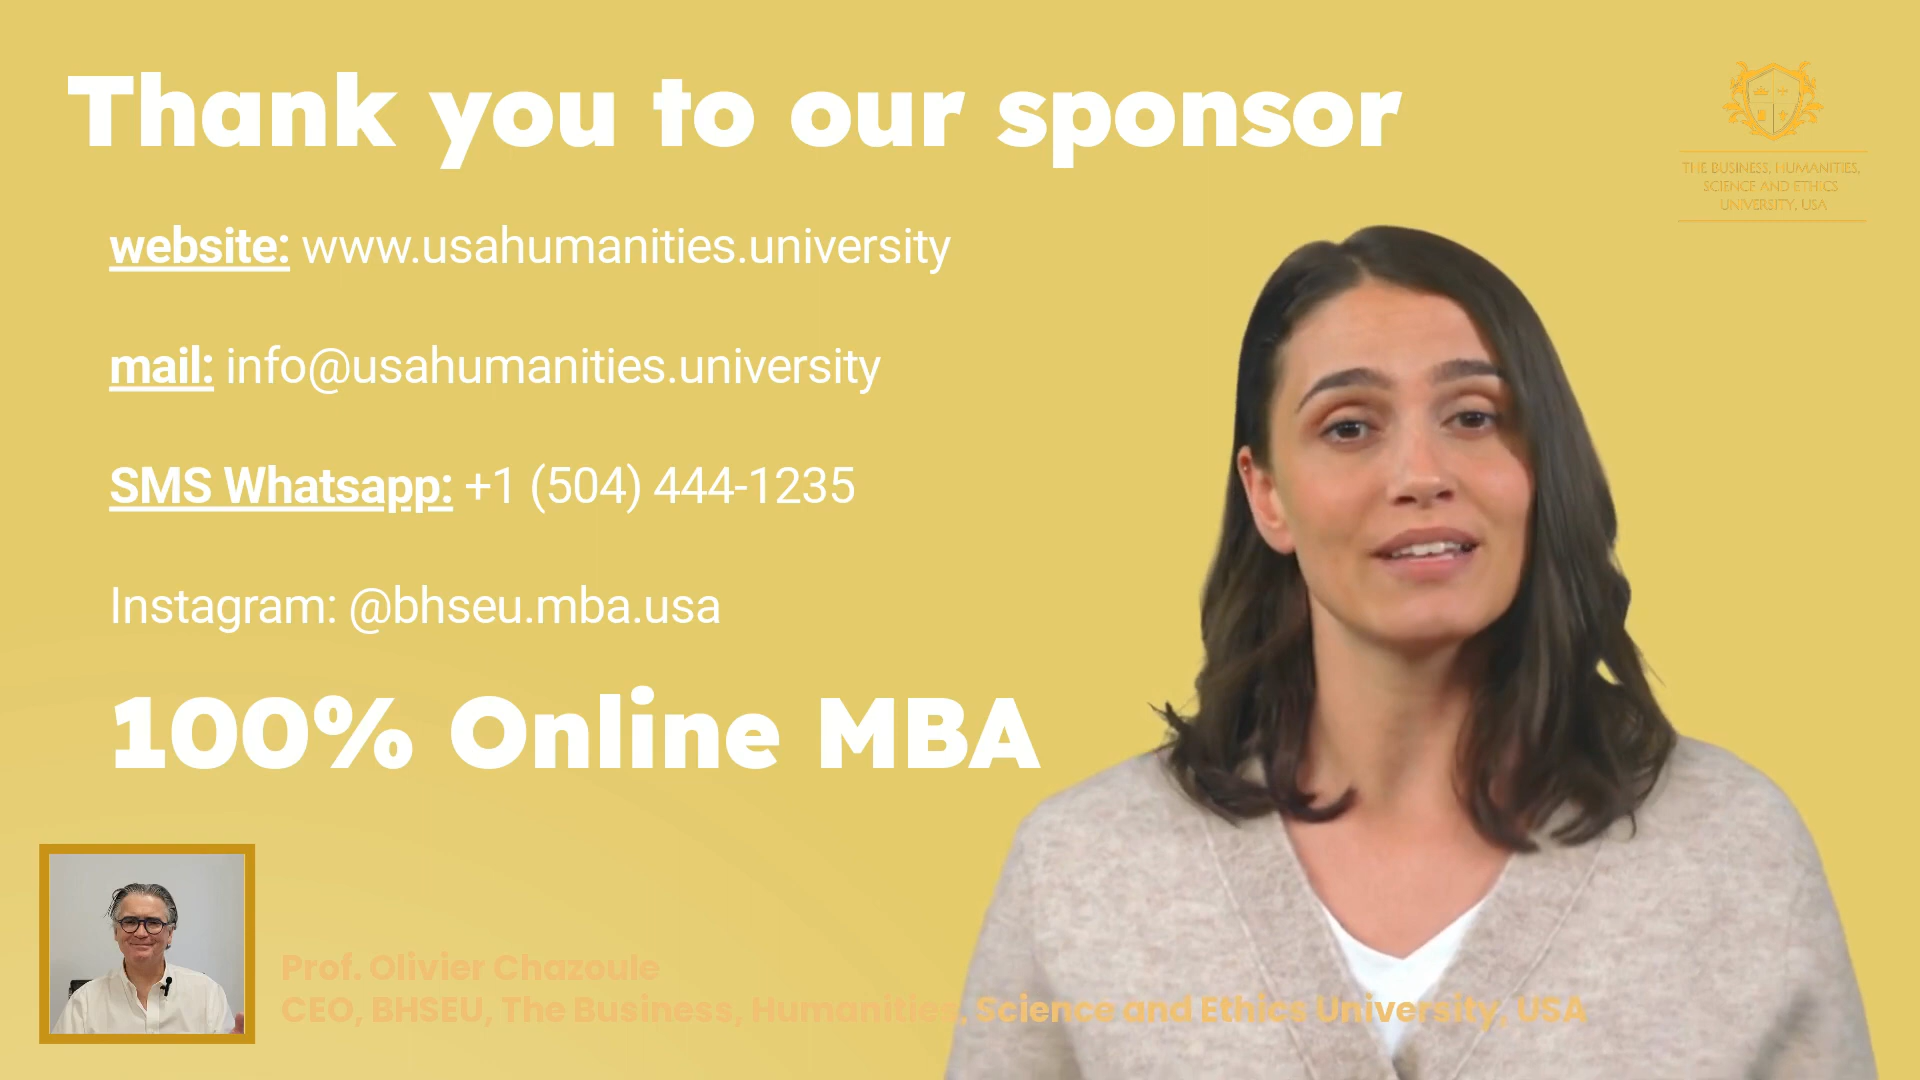 Thank you to our sponsor
THE BUSINESS, HUMANITIES,
SCIENCE AND ETHICS
UNIVERSITY, USA
website: www.usahumanities.university
mail: info@usahumanities.university
SMS Whatsapp: +1 (504) 444-1235
Instagram: @bhseu.mba.usa
100% Online MBA
Prof. Olivier Chazoule
CEO, BHSEU, The Business, Humanities, Science and Ethics University, USA